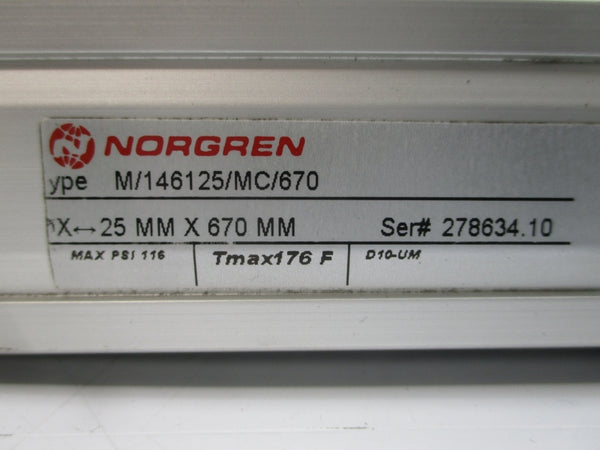 NORGREN
ype M/146125/MC/670
X↔25 MM X 670 MM Ser# 278634.10
MAX PSI 116 Tmax176 F D10-UM